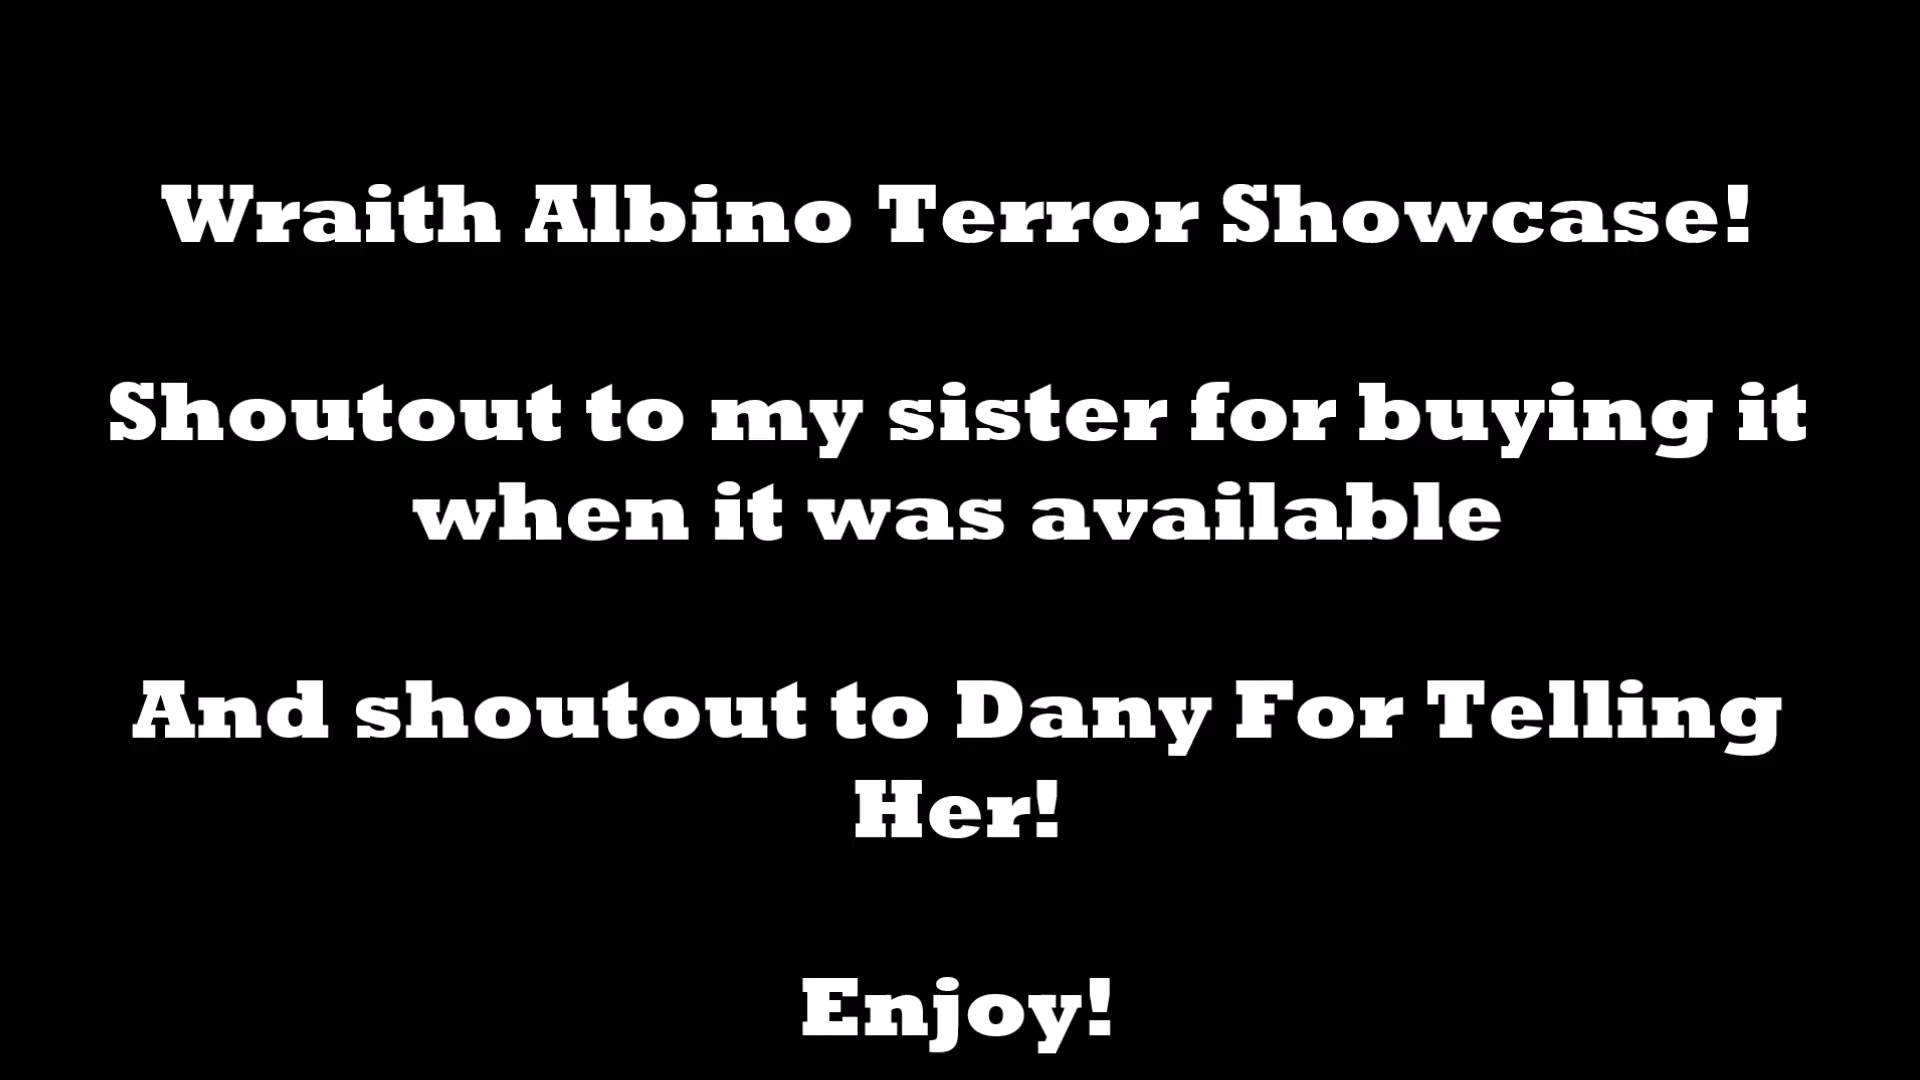 Wraith Albino Terror Showcase!
Shoutout to my sister for buying it
when it was available
And shoutout to Dany For Telling
Her!
Enjoy!